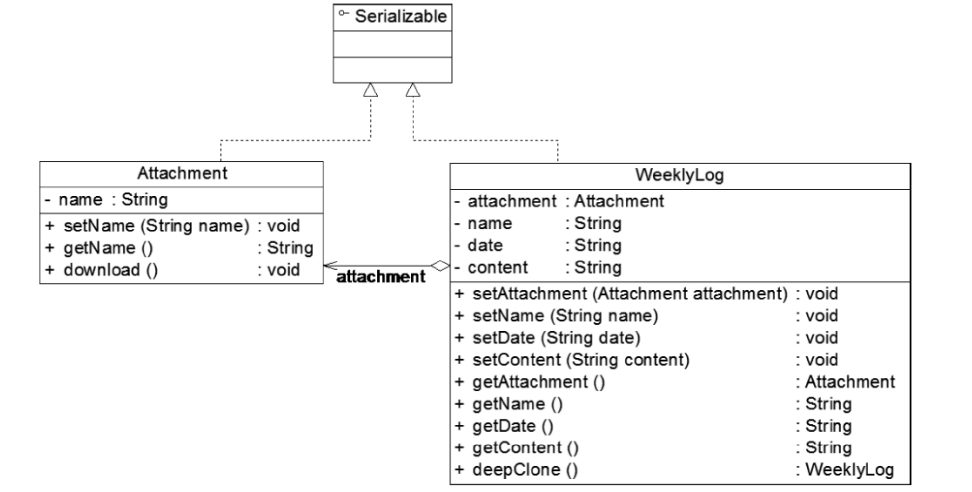 Serializable
Attachment
- name : String
+ setName (String name) : void
+ getName () : String
+ download () : void
attachment
WeeklyLog
- attachment : Attachment
- name : String
- date : String
- content : String
+ setAttachment (Attachment attachment) : void
+ setName (String name) : void
+ setDate (String date) : void
+ setContent (String content) : void
+ getAttachment () : Attachment
+ getName () : String
+ getDate () : String
+ getContent () : String
+ deepClone () : WeeklyLog